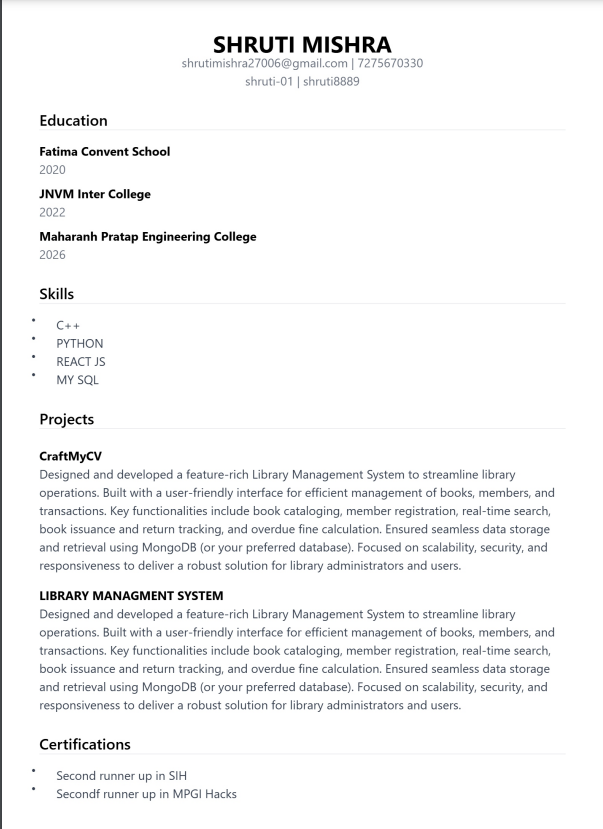 SHRUTI MISHRA
shrutimishra27006@gmail.com | 7275670330
shruti-01 | shruti8889
Education
Fatima Convent School
2020
JNVM Inter College
2022
Maharanh Pratap Engineering College
2026
Skills
• C++
• PYTHON
• REACT JS
• MY SQL
Projects
CraftMyCV
Designed and developed a feature-rich Library Management System to streamline library
operations. Built with a user-friendly interface for efficient management of books, members, and
transactions. Key functionalities include book cataloging, member registration, real-time search,
book issuance and return tracking, and overdue fine calculation. Ensured seamless data storage
and retrieval using MongoDB (or your preferred database). Focused on scalability, security, and
responsiveness to deliver a robust solution for library administrators and users.
LIBRARY MANAGMENT SYSTEM
Designed and developed a feature-rich Library Management System to streamline library
operations. Built with a user-friendly interface for efficient management of books, members, and
transactions. Key functionalities include book cataloging, member registration, real-time search,
book issuance and return tracking, and overdue fine calculation. Ensured seamless data storage
and retrieval using MongoDB (or your preferred database). Focused on scalability, security, and
responsiveness to deliver a robust solution for library administrators and users.
Certifications
• Second runner up in SIH
• Secondf runner up in MPGI Hacks